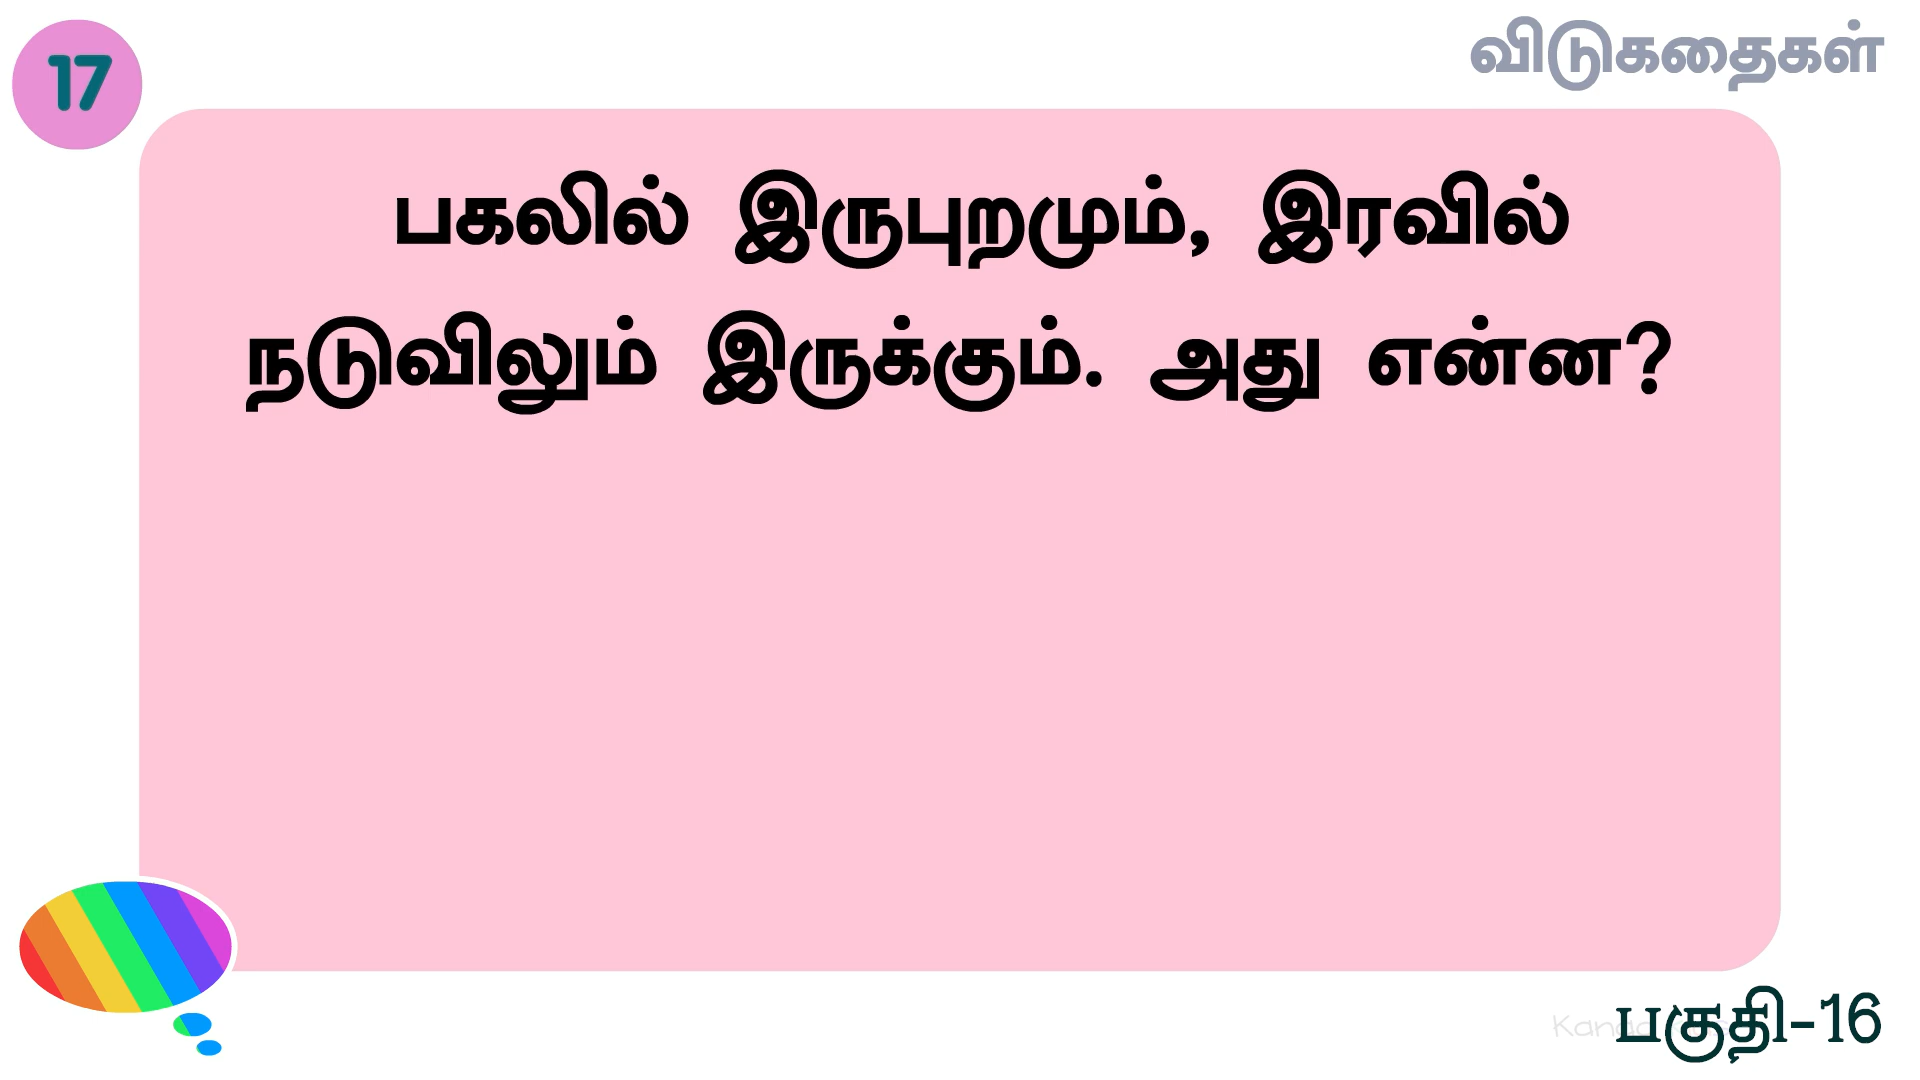 17
விடுகதைகள்
பகலில் இருபுறமும், இரவில்
நடுவிலும் இருக்கும். அது என்ன?
பகுதி-16